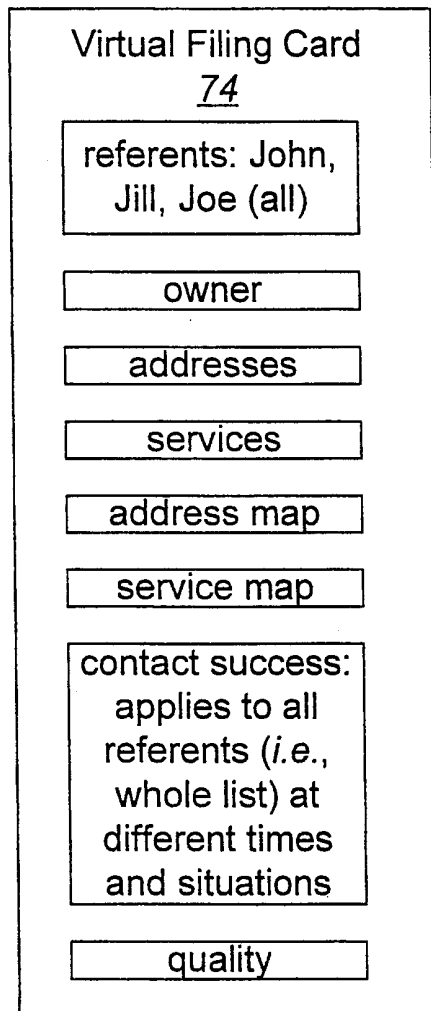 Virtual Filing Card
74
referents: John,
Jill, Joe (all)
owner
addresses
services
address map
service map
contact success:
applies to all
referents (i.e.,
whole list) at
different times
and situations
quality